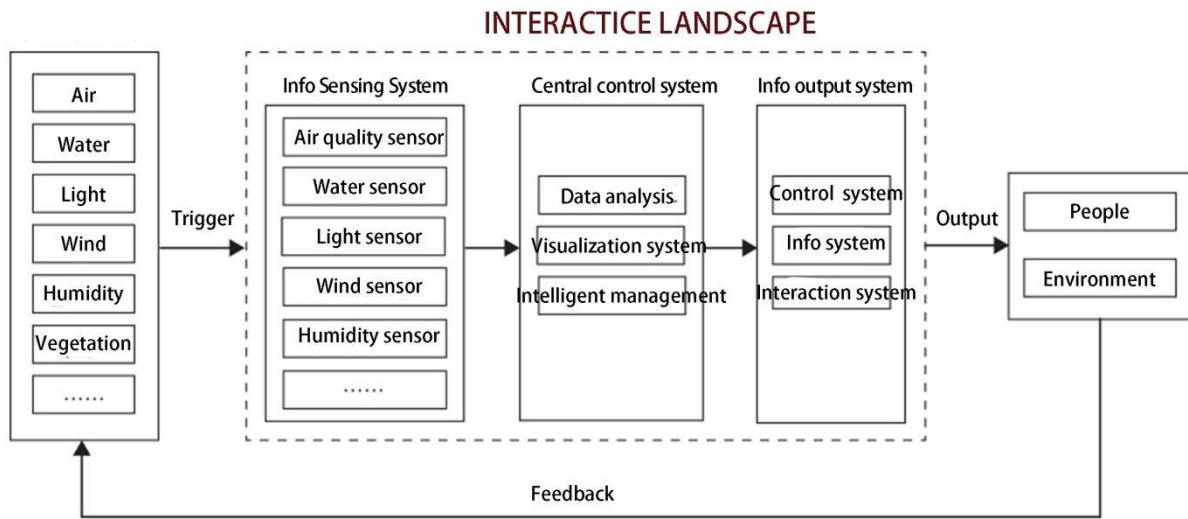 INTERACTICE LANDSCAPE
Air
Water
Light
Wind
Humidity
Vegetation
......
Trigger
Info Sensing System
Air quality sensor
Water sensor
Light sensor
Wind sensor
Humidity sensor
......
Central control system
Data analysis
Visualization system
Intelligent management
Info output system
Control system
Info system
Interaction system
Output
People
Environment
Feedback